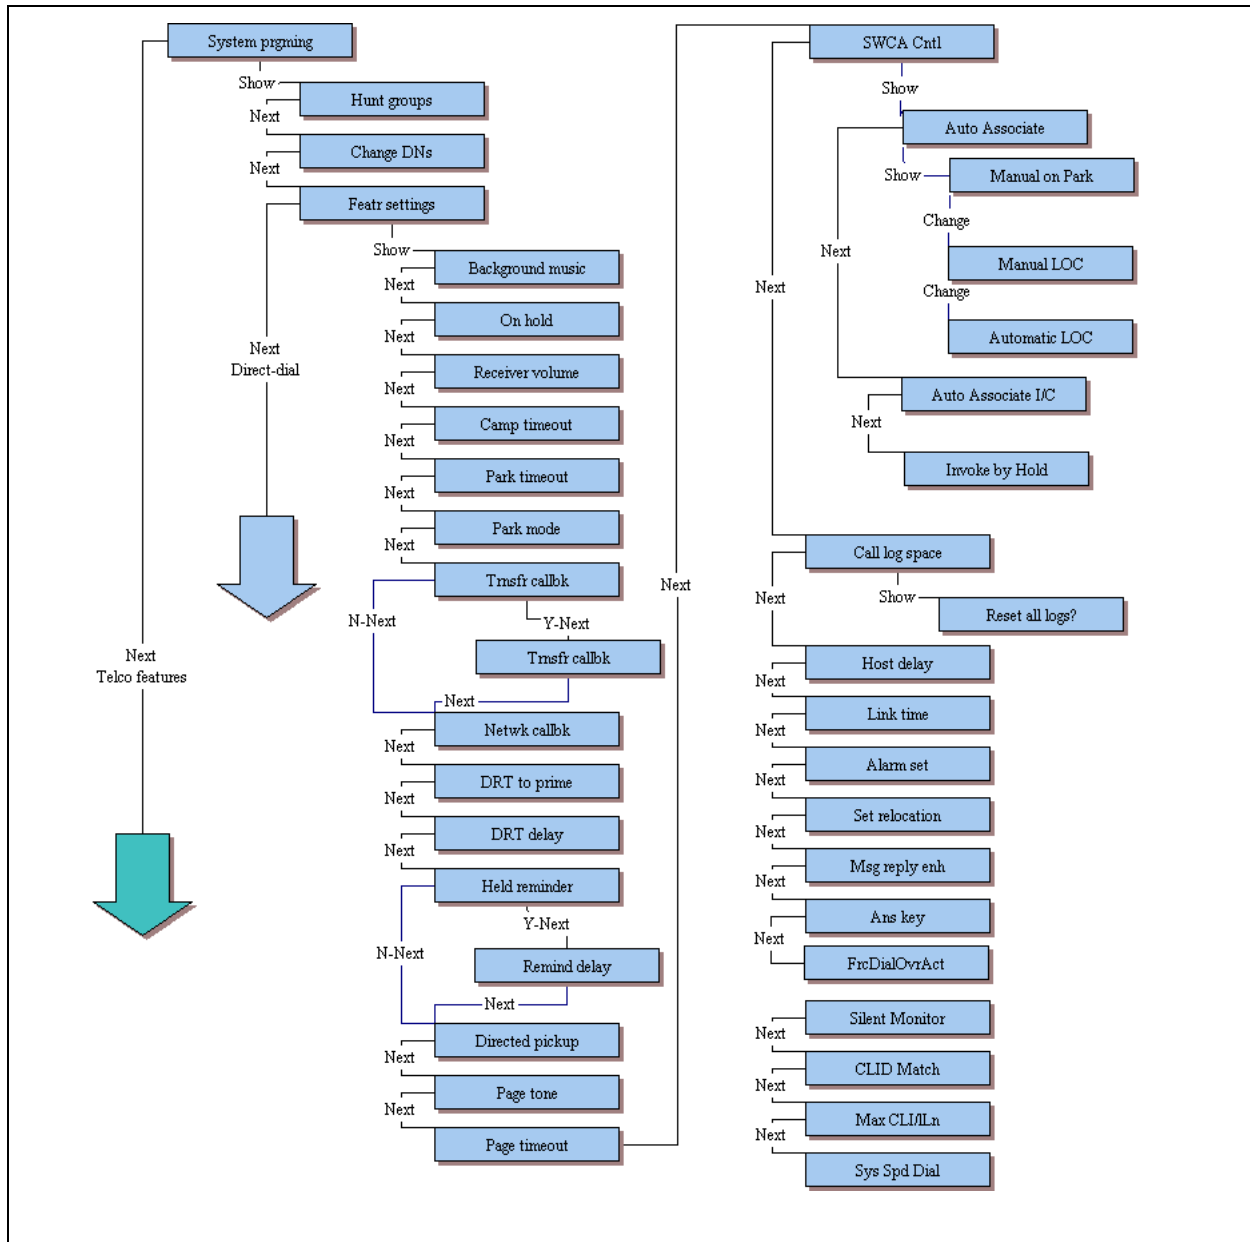 System prgming
Show
Hunt groups
Next
Change DNs
Next
Featr settings
Show
Background music
Next
On hold
Next
Receiver volume
Next
Camp timeout
Next
Park timeout
Next
Park mode
Next
Trnsfr callbk
N-Next
Y-Next
Trnsfr callbk
Next
Netwk callbk
Next
DRT to prime
Next
DRT delay
Next
Held reminder
Y-Next
N-Next
Remind delay
Next
Directed pickup
Next
Page tone
Next
Page timeout
Next
Direct-dial
Next
Telco features
Next
SWCA Cntl
Show
Auto Associate
Show
Manual on Park
Change
Manual LOC
Change
Automatic LOC
Next
Auto Associate I/C
Next
Invoke by Hold
Next
Call log space
Show
Reset all logs?
Next
Host delay
Next
Link time
Next
Alarm set
Next
Set relocation
Next
Msg reply enh
Next
Ans key
Next
FrcDialOvrAct
Silent Monitor
Next
CLID Match
Next
Max CLI/ILn
Next
Sys Spd Dial